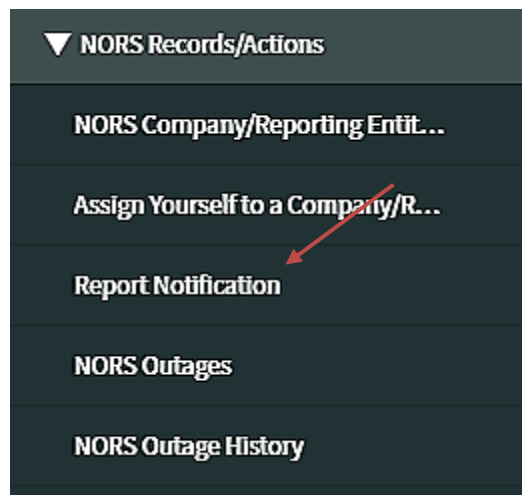 ▼ NORS Records/Actions
NORS Company/Reporting Entit...
Assign Yourself to a Company/R...
Report Notification
NORS Outages
NORS Outage History